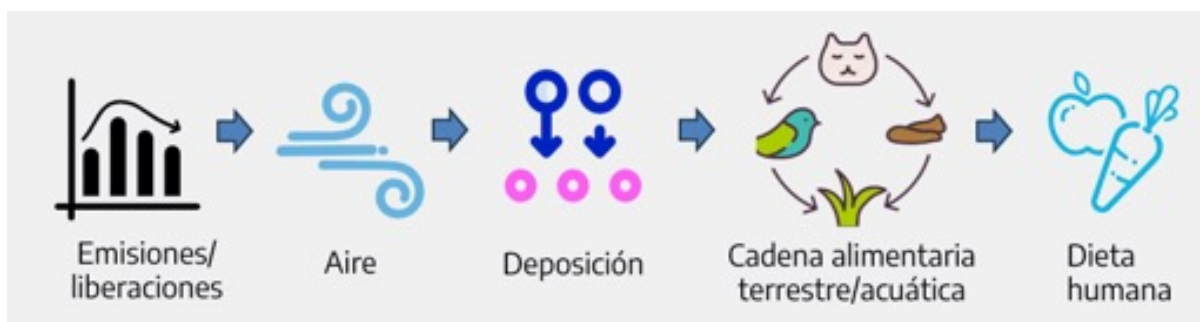 Emisiones/
liberaciones
Aire
Deposición
Cadena alimentaria
terrestre/acuática
Dieta
humana